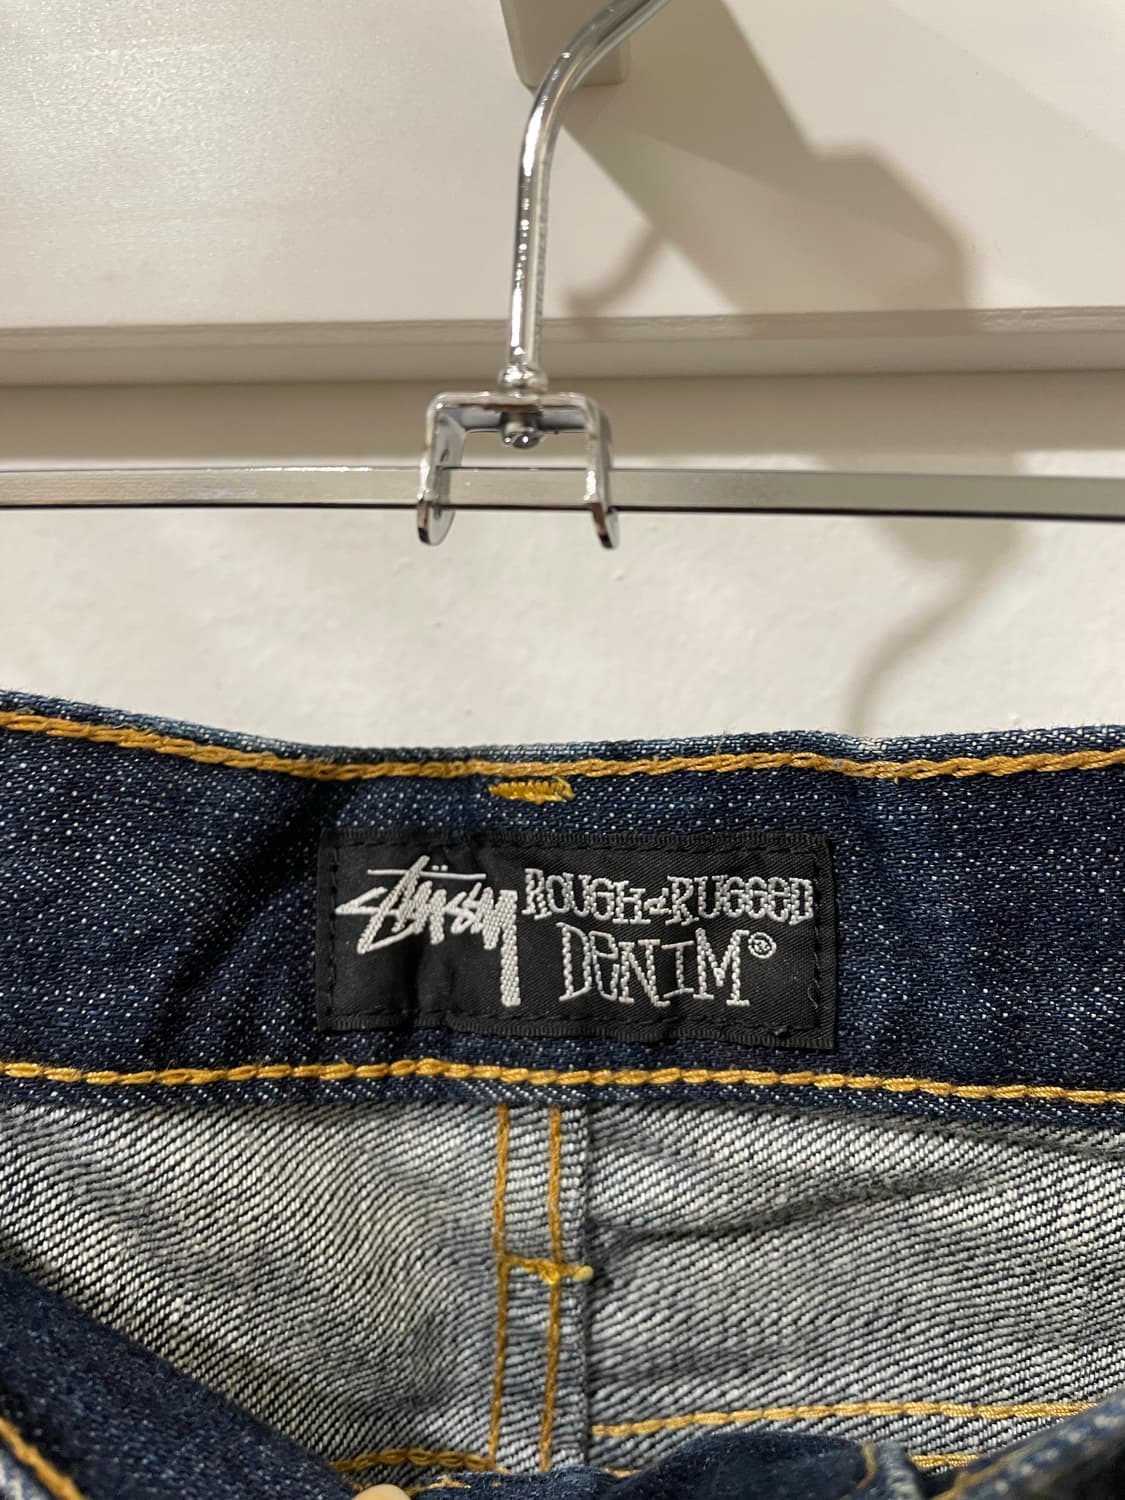 Stüssy
ROUGH & RUGGED
DENIM®